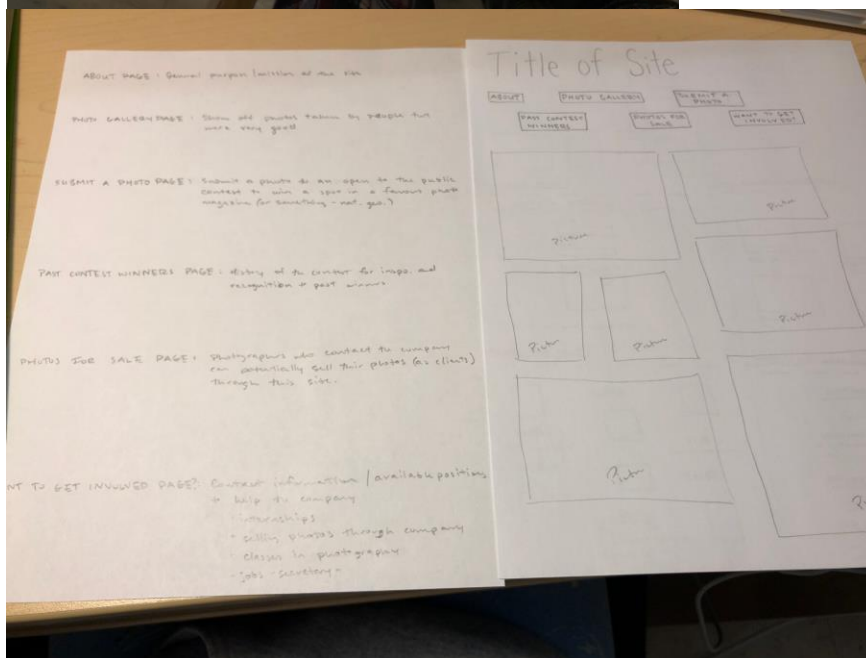 ABOUT PAGE: General purpose/mission of the site
PHOTO GALLERY PAGE: Show off photos taken by people that
were very good
SUBMIT A PHOTO PAGE: Submit a photo to an open to the public
contest to win a spot in a famous photo
magazine (or something - nat. geo.)
PAST CONTEST WINNERS PAGE: History of the contest for inspo. and
recognition to past winners
PHOTOS FOR SALE PAGE: Photographers who contact the company
can potentially sell their photos (as clients)
through this site.
NT TO GET INVOLVED PAGE: Contact information/available positions
to help the company
- internships
- selling photos through company
- classes in photography
- jobs - secretary -
Title of Site
ABOUT PHOTO GALLERY SUBMIT A
PHOTO
PAST CONTEST
WINNERS
PHOTOS FOR
SALE
WANT TO GET
INVOLVED?
Picture
Picture
Picture
Picture
Picture
Picture